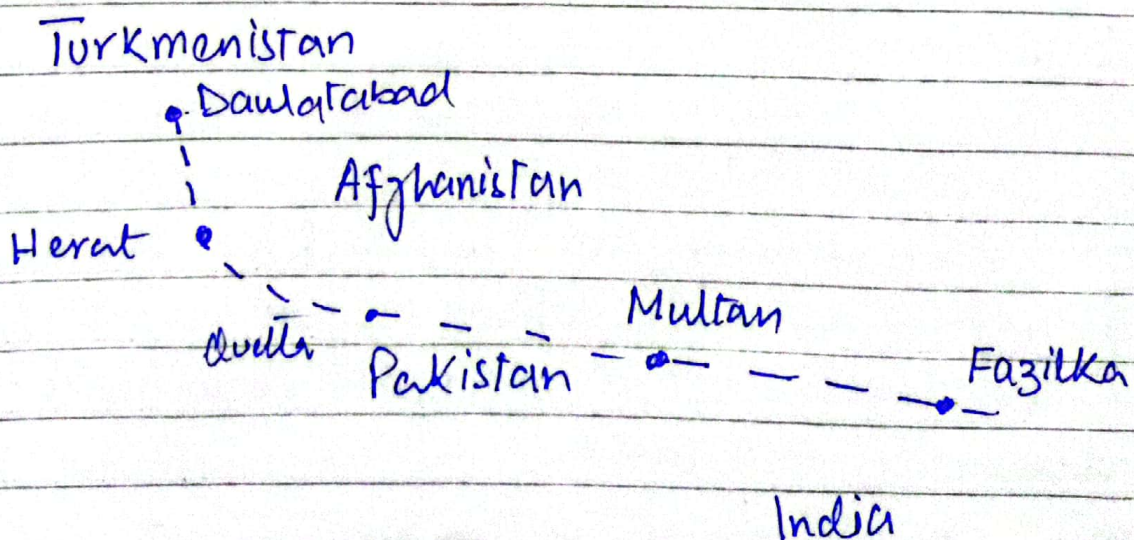 Turkmenistan
Daulatabad
Afghanistan
Herat
Multan
Quetta
Pakistan
Fazilka
India